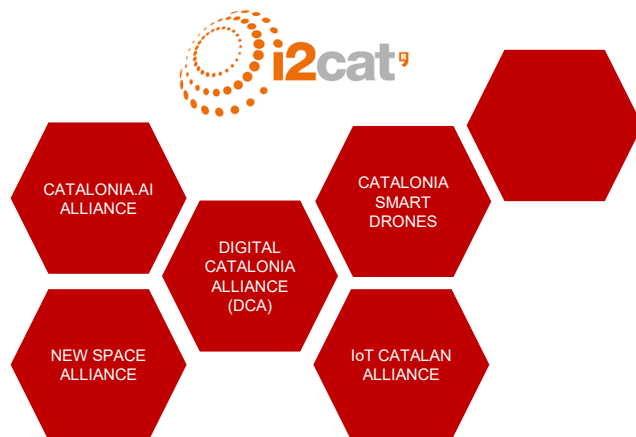 i2cat
CATALONIA.AI
ALLIANCE
CATALONIA
SMART
DRONES
DIGITAL
CATALONIA
ALLIANCE
(DCA)
NEW SPACE
ALLIANCE
IoT CATALAN
ALLIANCE